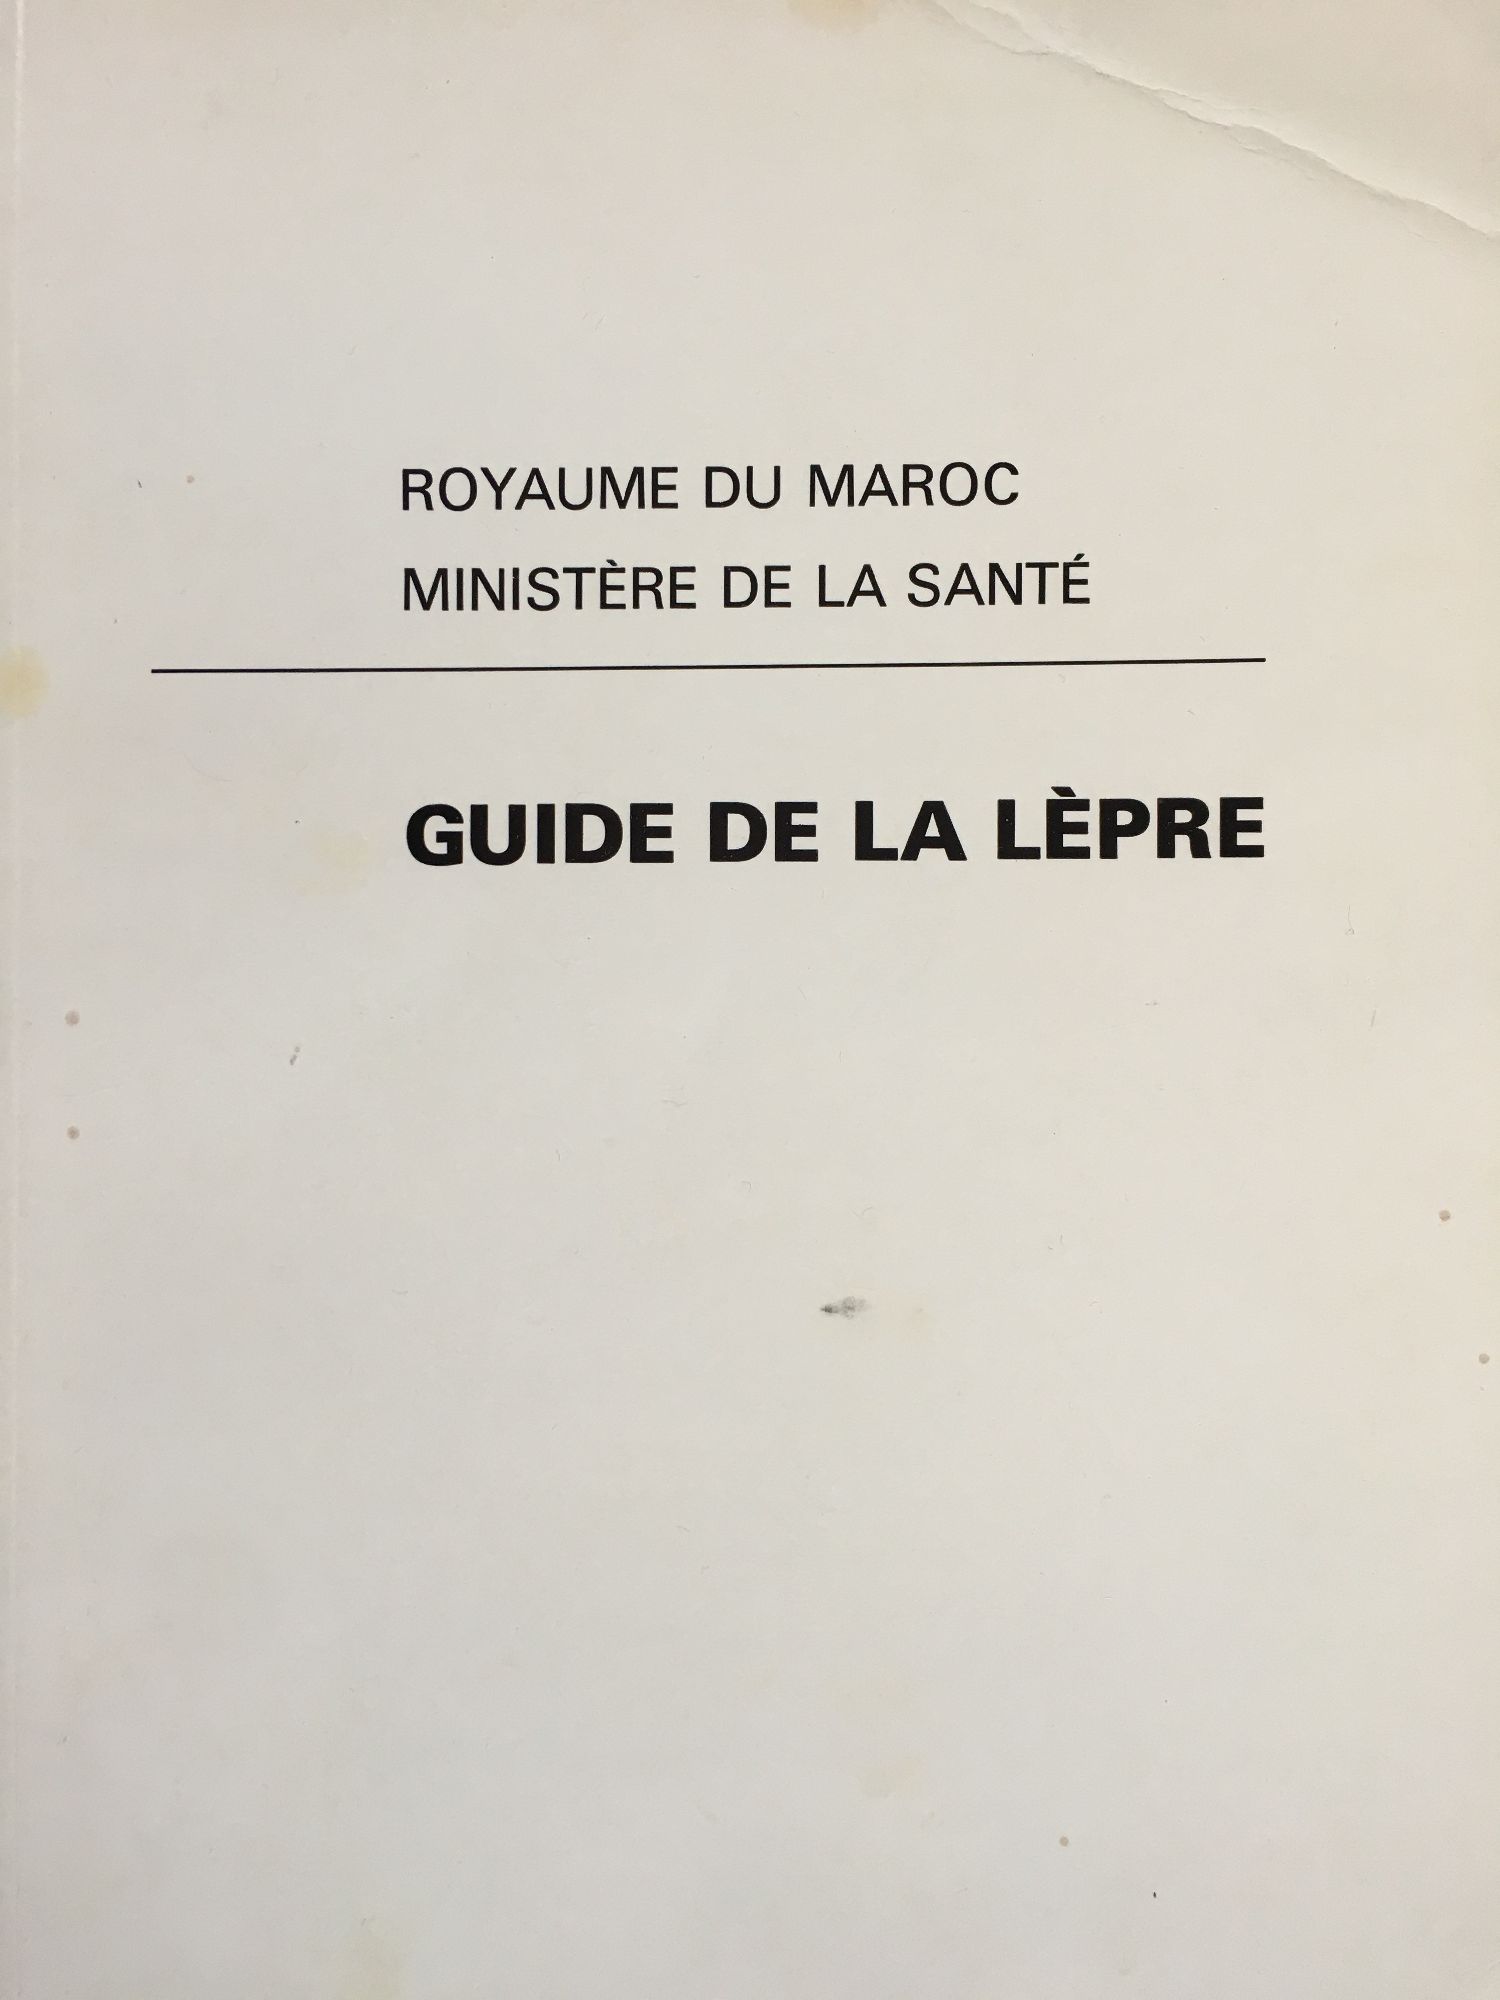 ROYAUME DU MAROC
MINISTÈRE DE LA SANTÉ
GUIDE DE LA LÈPRE